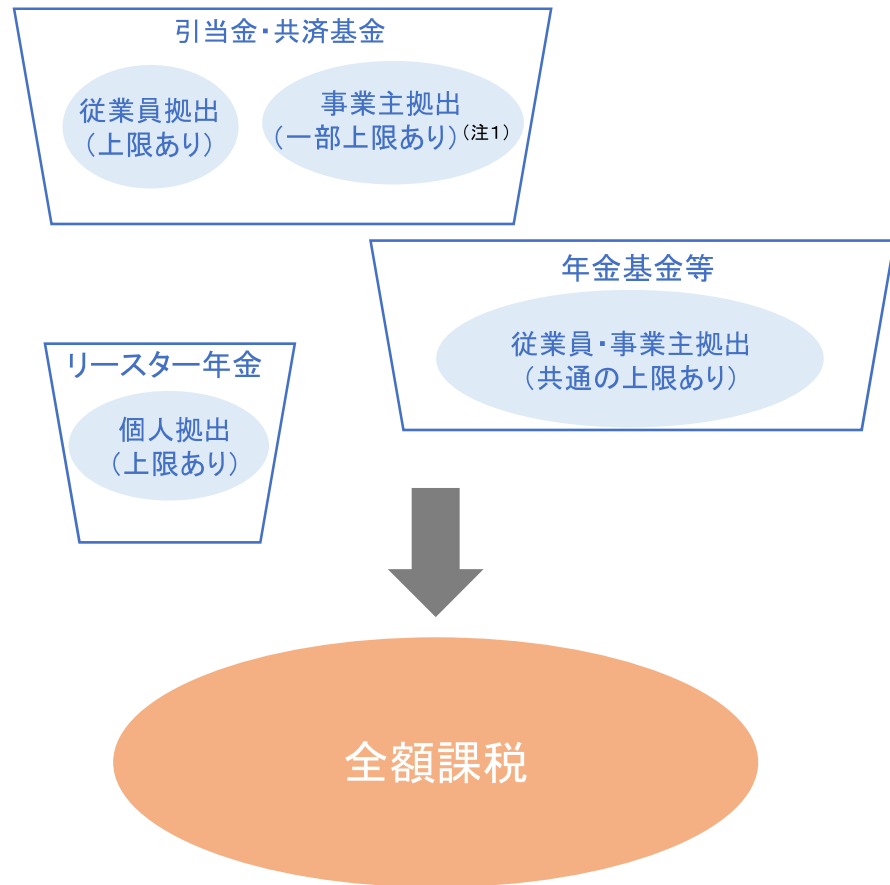 引当金・共済基金
従業員拠出
（上限あり）
事業主拠出
（一部上限あり）（注１）
年金基金等
従業員・事業主拠出
（共通の上限あり）
リースター年金
個人拠出
（上限あり）
全額課税